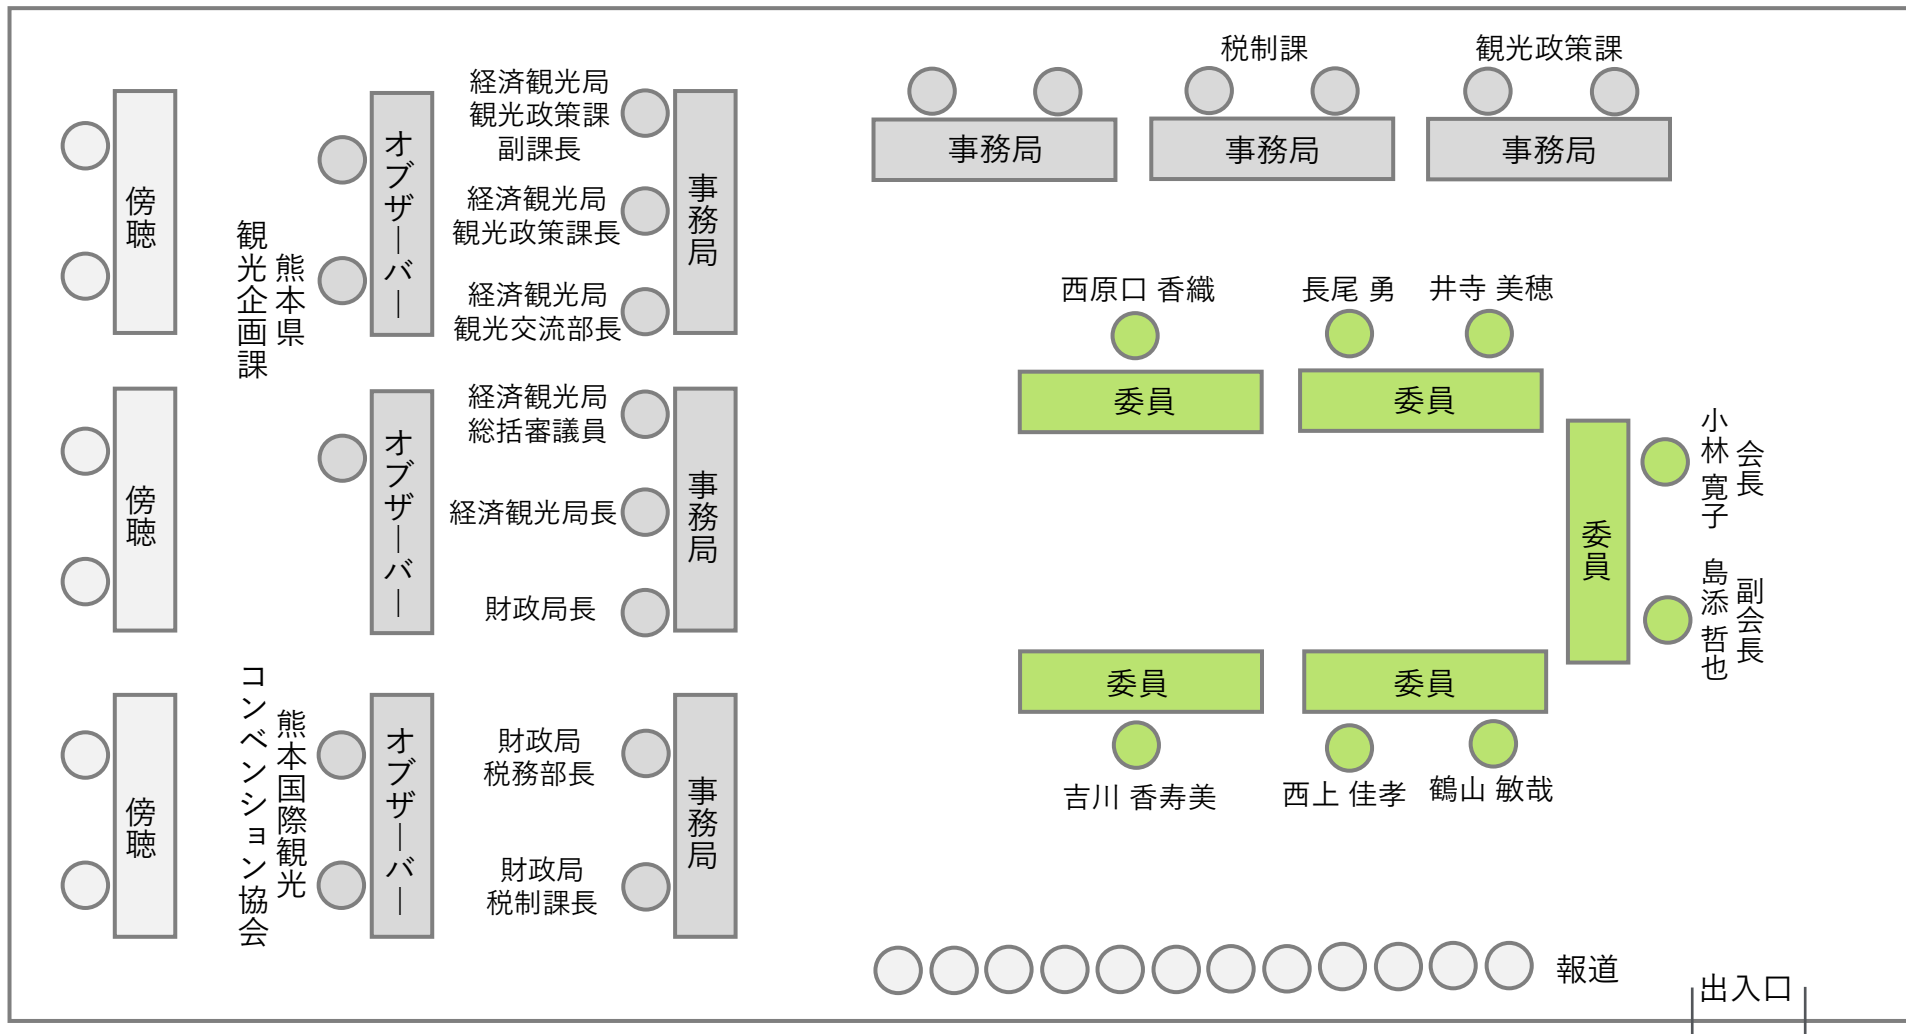 税制課
観光政策課
事務局
事務局
事務局
傍聴
傍聴
傍聴
熊本県
観光企画課
熊本国際観光
コンベンション協会
オブザーバー
オブザーバー
オブザーバー
経済観光局
観光政策課
副課長
経済観光局
観光政策課長
経済観光局
観光交流部長
事務局
経済観光局
総括審議員
経済観光局長
財政局長
事務局
財政局
税務部長
財政局
税制課長
事務局
西原口 香織
長尾 勇
井寺 美穂
委員
委員
会長
小林 寛子
副会長
島添 哲也
委員
委員
委員
吉川 香寿美
西上 佳孝
鶴山 敏哉
報道
出入口